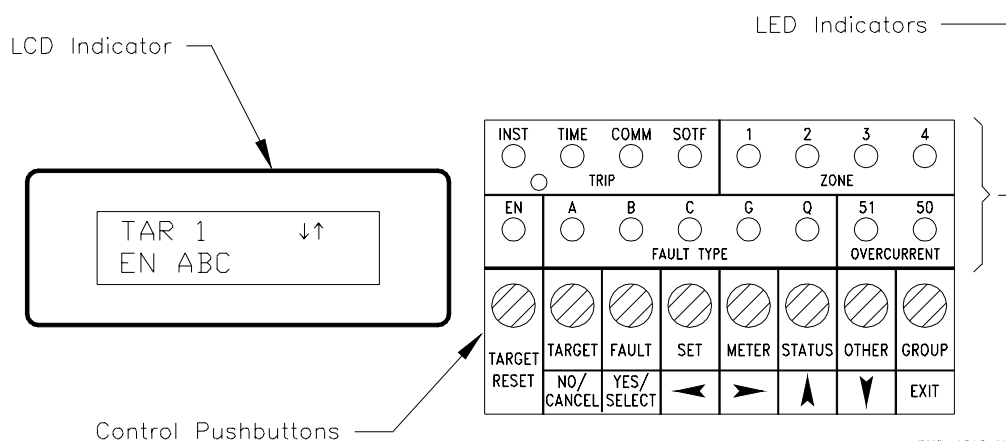 LED Indicators
LCD Indicator
INST TIME COMM SOTF 1 2 3 4
TRIP ZONE
TAR 1 ↓↑
EN ABC
EN A B C G Q 51 50
FAULT TYPE OVERCURRENT
TARGET RESET TARGET FAULT SET METER STATUS OTHER GROUP
NO/ CANCEL YES/ SELECT EXIT
Control Pushbuttons